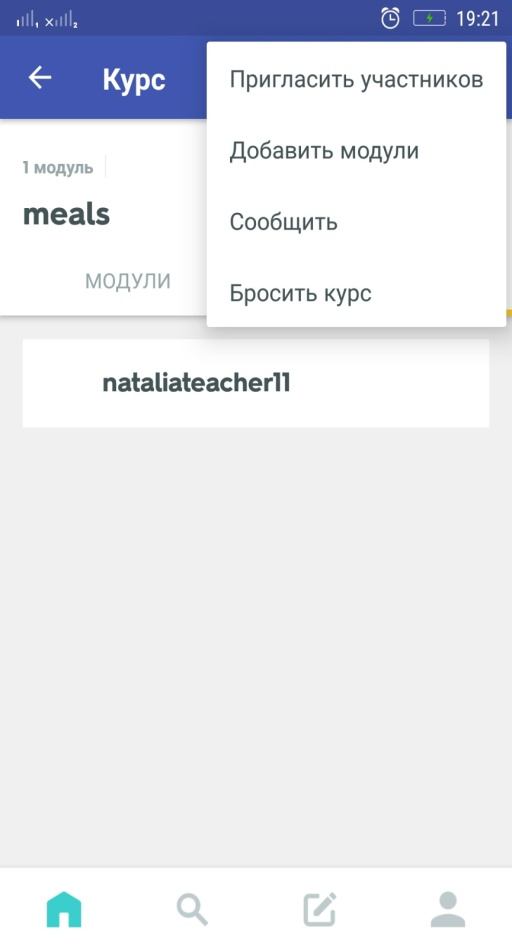 19:21
Курс
Пригласить участников
Добавить модули
Сообщить
Бросить курс
1 модуль
meals
МОДУЛИ
nataliateacher11